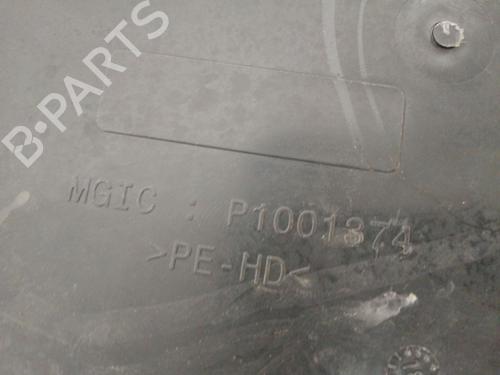 B-PARTS
MGIC : P1001374
>PE-HD<